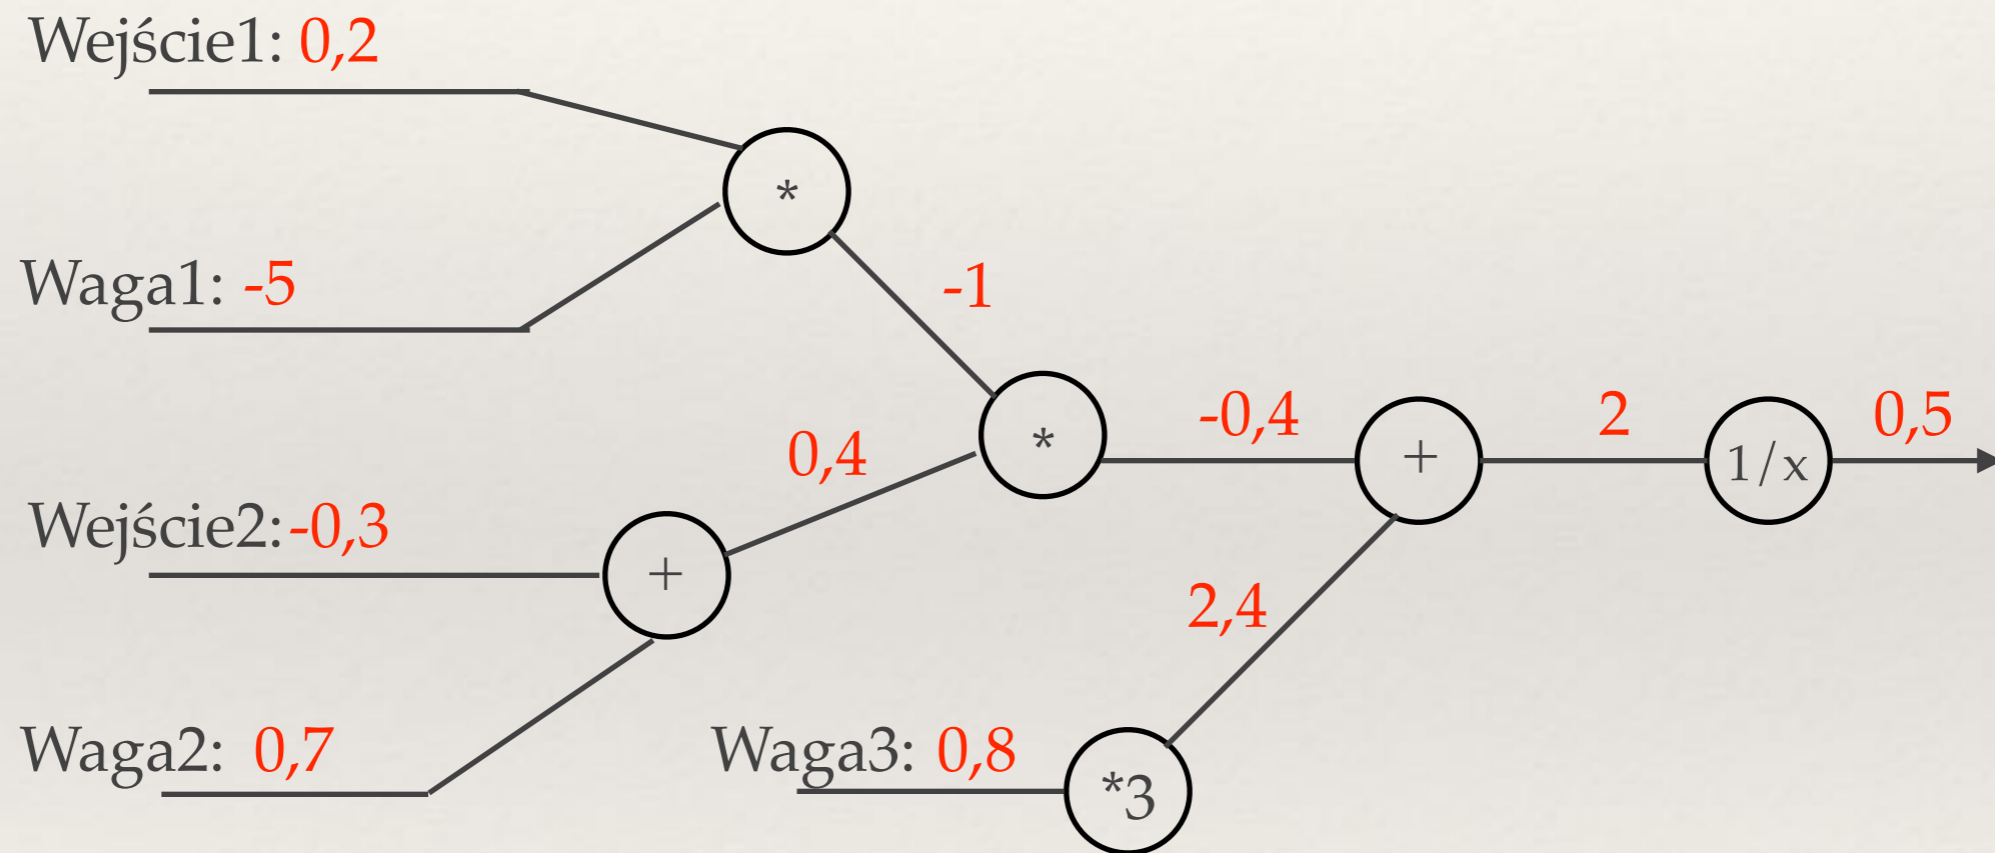 Wejście1: 0,2
*
Waga1: -5
-1
*
-0,4
+
2
1/x
0,5
0,4
Wejście2: -0,3
+
2,4
Waga2: 0,7
Waga3: 0,8
*3